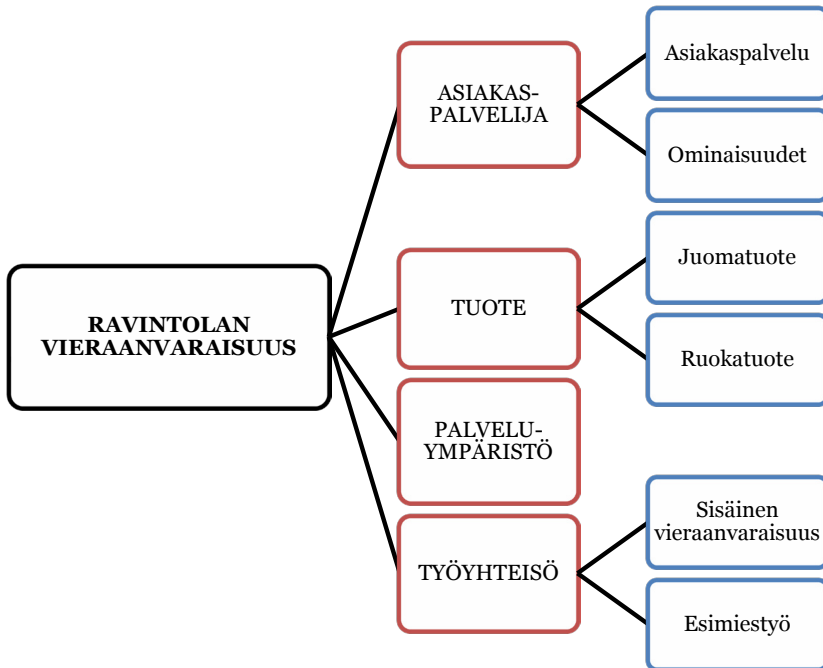 RAVINTOLAN
VIERAANVARAISUUS
ASIAKAS-
PALVELIJA
Asiakaspalvelu
Ominaisuudet
TUOTE
Juomatuote
Ruokatuote
PALVELU-
YMPÄRISTÖ
TYÖYHTEISÖ
Sisäinen
vieraanvaraisuus
Esimiestyö